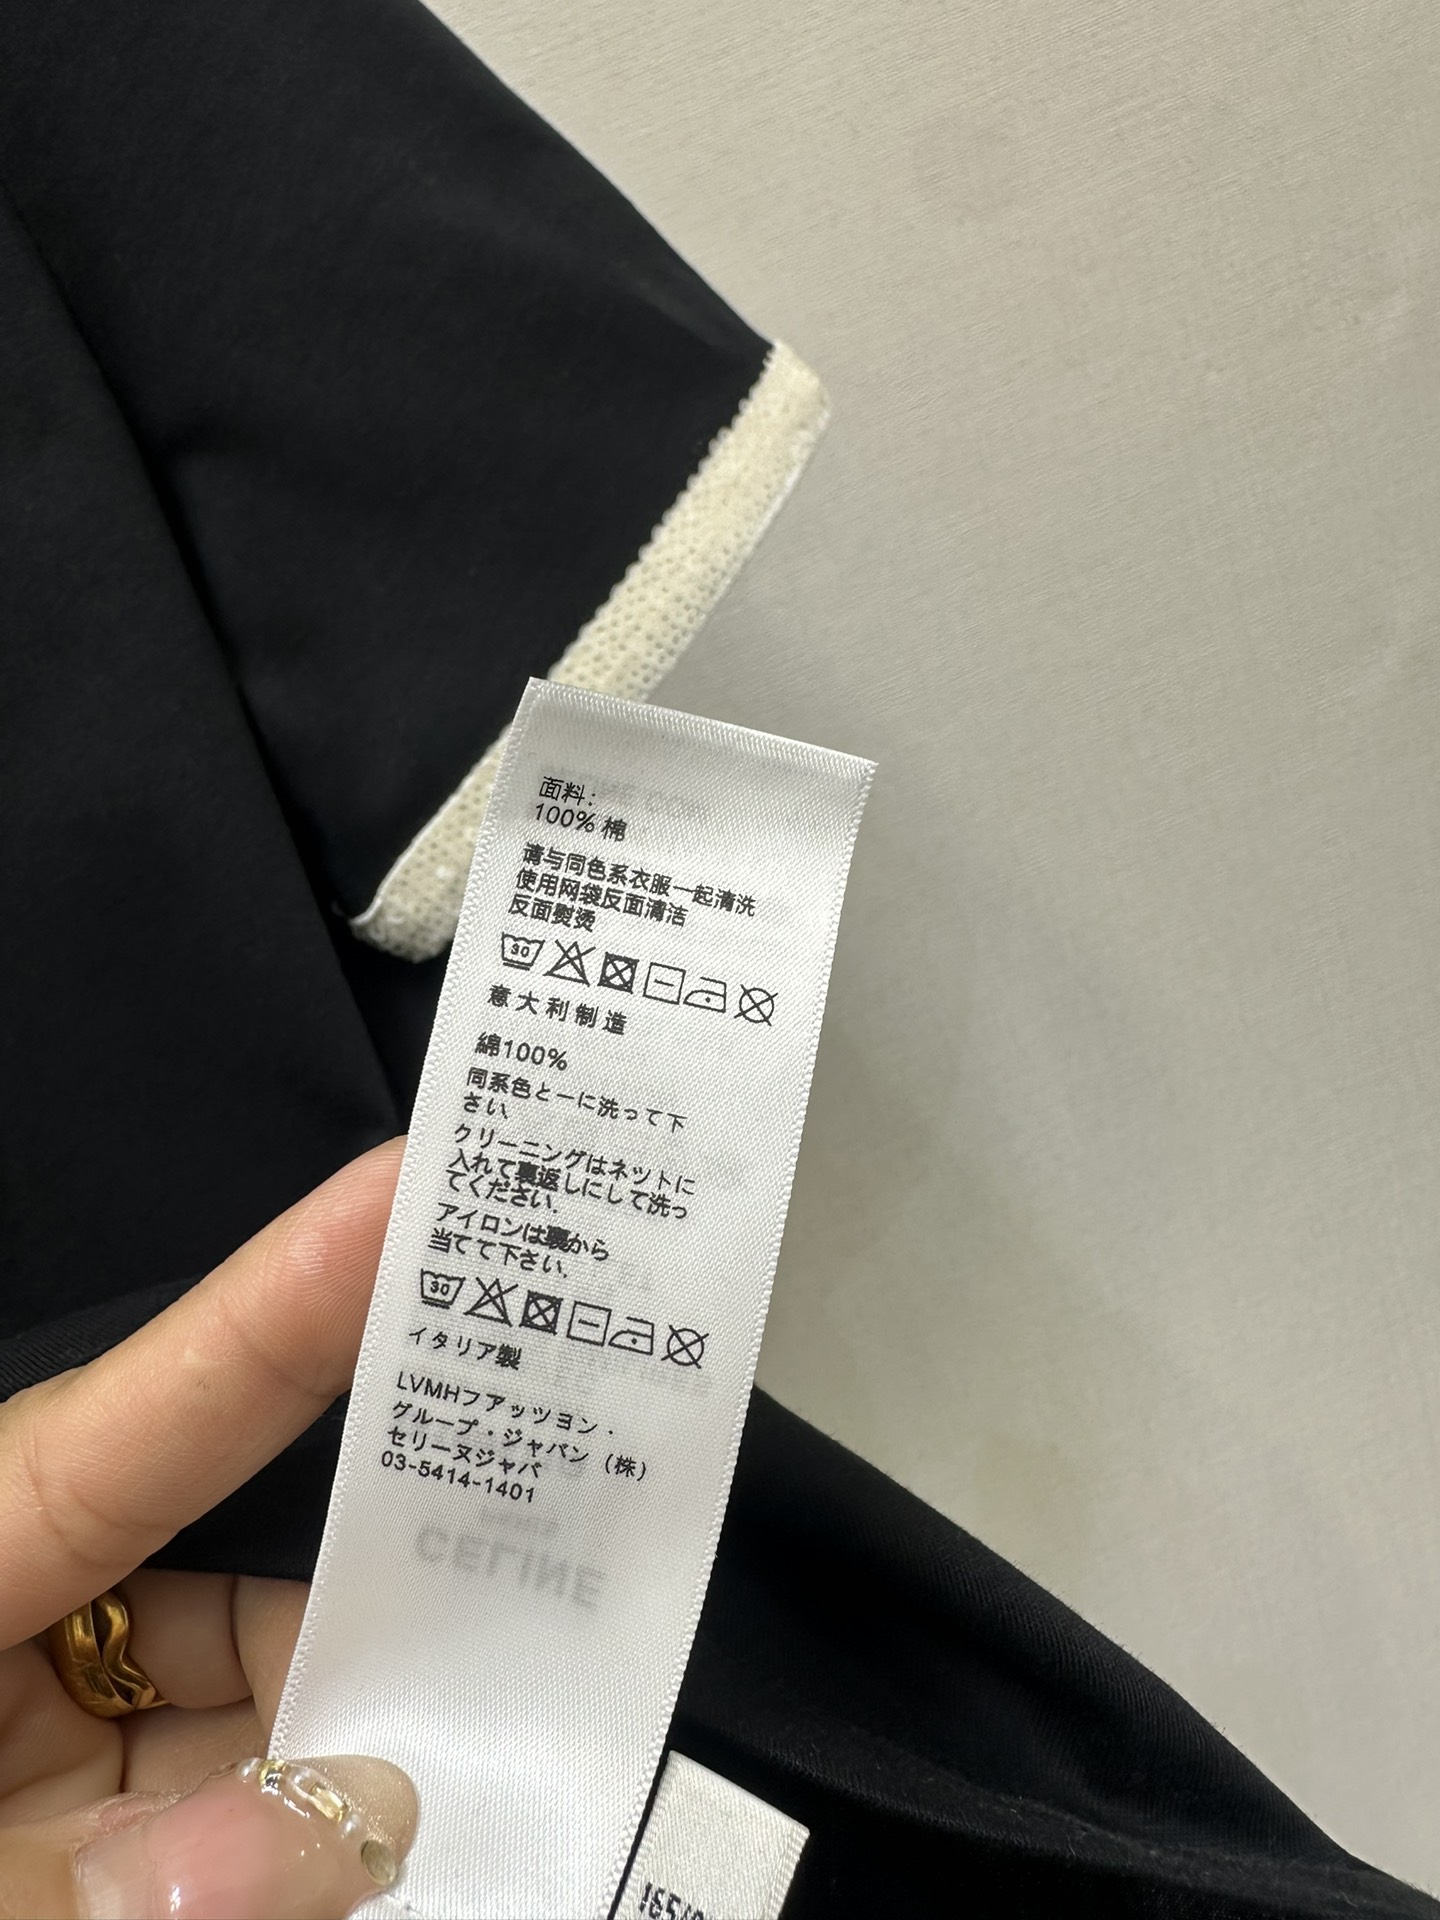 面料:
100% 棉
请与同色系衣服一起清洗
使用网袋反面清洁
反面熨烫
30
意大利制造
綿100%
同系色と一に洗って下
さい.
クリーニングはネットに
入れて裏返しにして洗っ
てください.
アイロンは裏から
当てて下さい.
30
イタリア製
LVMHフアッツヨン・
グループ・ジャパン (株)
セリーヌジャパ
03-5414-1401
CELINE